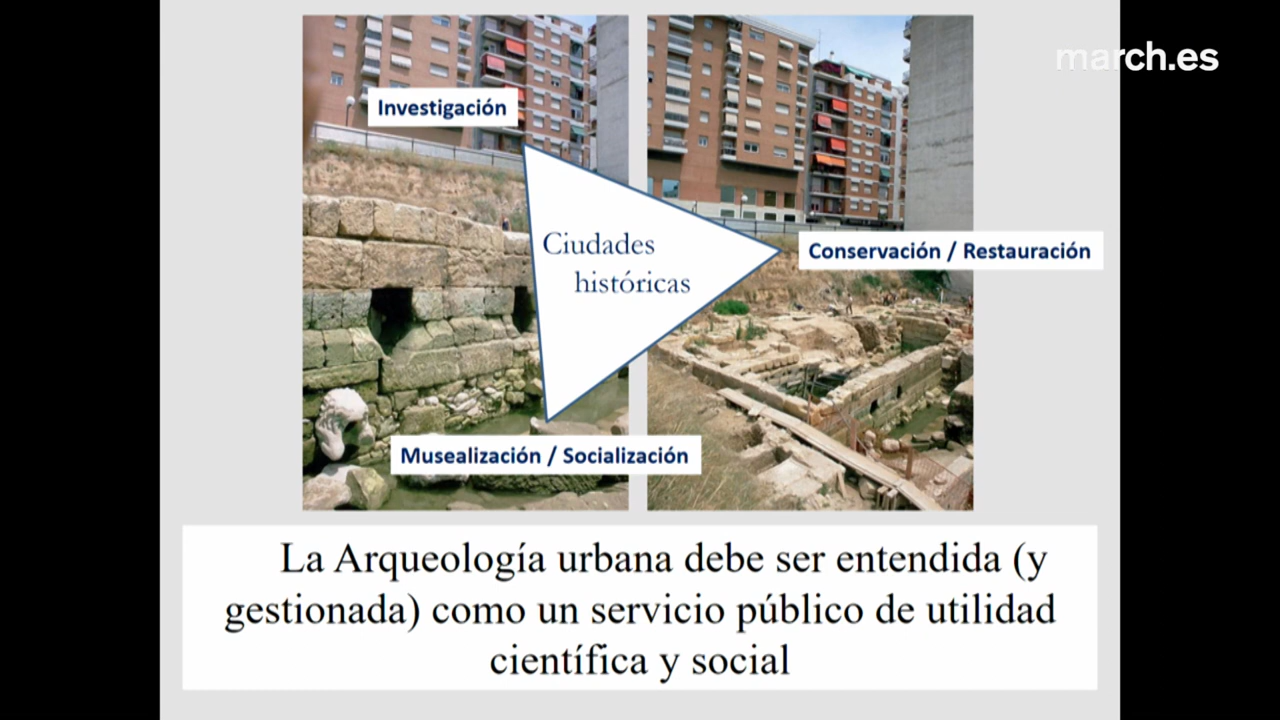 march.es
Investigación
Ciudades
históricas
Conservación / Restauración
Musealización / Socialización
La Arqueología urbana debe ser entendida (y
gestionada) como un servicio público de utilidad
científica y social